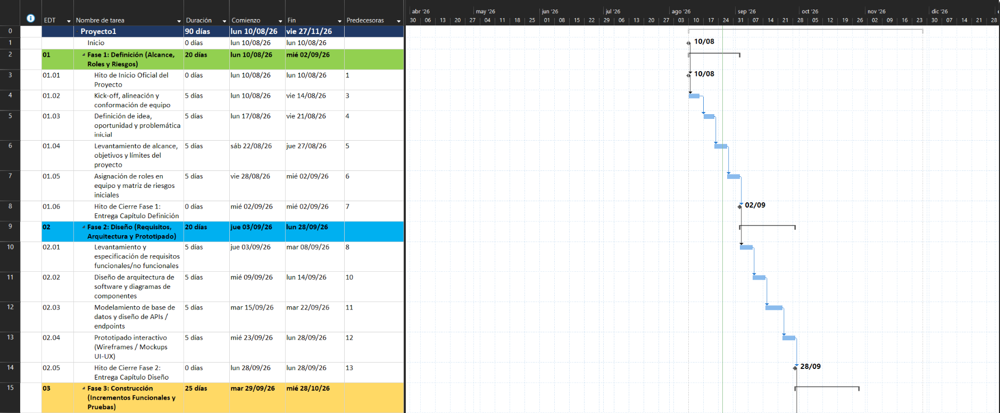 abr '26 may '26 jun '26 jul '26 ago '26 sep '26 oct '26 nov '26 dic '26 e
EDT Nombre de tarea Duración Comienzo Fin Predecesoras 30 06 13 20 27 04 11 18 25 01 08 15 22 29 06 13 20 27 03 10 17 24 31 07 14 21 28 05 12 19 26 02 09 16 23 30 07 14 21 28
0 Proyecto1 90 días lun 10/08/26 vie 27/11/26
1 Inicio 0 días lun 10/08/26 lun 10/08/26 10/08
2 01 Fase 1: Definición (Alcance, 20 días lun 10/08/26 mié 02/09/26
Roles y Riesgos)
3 01.01 Hito de Inicio Oficial del 0 días lun 10/08/26 lun 10/08/26 1 10/08
Proyecto
4 01.02 Kick-off, alineación y 5 días lun 10/08/26 vie 14/08/26 3
conformación de equipo
5 01.03 Definición de idea, 5 días lun 17/08/26 vie 21/08/26 4
oportunidad y problemática
inicial
6 01.04 Levantamiento de alcance, 5 días sáb 22/08/26 jue 27/08/26 5
objetivos y límites del
proyecto
7 01.05 Asignación de roles en 5 días vie 28/08/26 mié 02/09/26 6
equipo y matriz de riesgos
iniciales
8 01.06 Hito de Cierre Fase 1: 0 días mié 02/09/26 mié 02/09/26 7 02/09
Entrega Capítulo Definición
9 02 Fase 2: Diseño (Requisitos, 20 días jue 03/09/26 lun 28/09/26
Arquitectura y Prototipado)
10 02.01 Levantamiento y 5 días jue 03/09/26 mar 08/09/26 8
especificación de requisitos
funcionales/no funcionales
11 02.02 Diseño de arquitectura de 5 días mié 09/09/26 lun 14/09/26 10
software y diagramas de
componentes
12 02.03 Modelamiento de base de 5 días mar 15/09/26 mar 22/09/26 11
datos y diseño de APIs /
endpoints
13 02.04 Prototipado interactivo 5 días mié 23/09/26 lun 28/09/26 12
(Wireframes / Mockups
UI-UX)
14 02.05 Hito de Cierre Fase 2: 0 días lun 28/09/26 lun 28/09/26 13 28/09
Entrega Capítulo Diseño
15 03 Fase 3: Construcción 25 días mar 29/09/26 mié 28/10/26
(Incrementos Funcionales y
Pruebas)